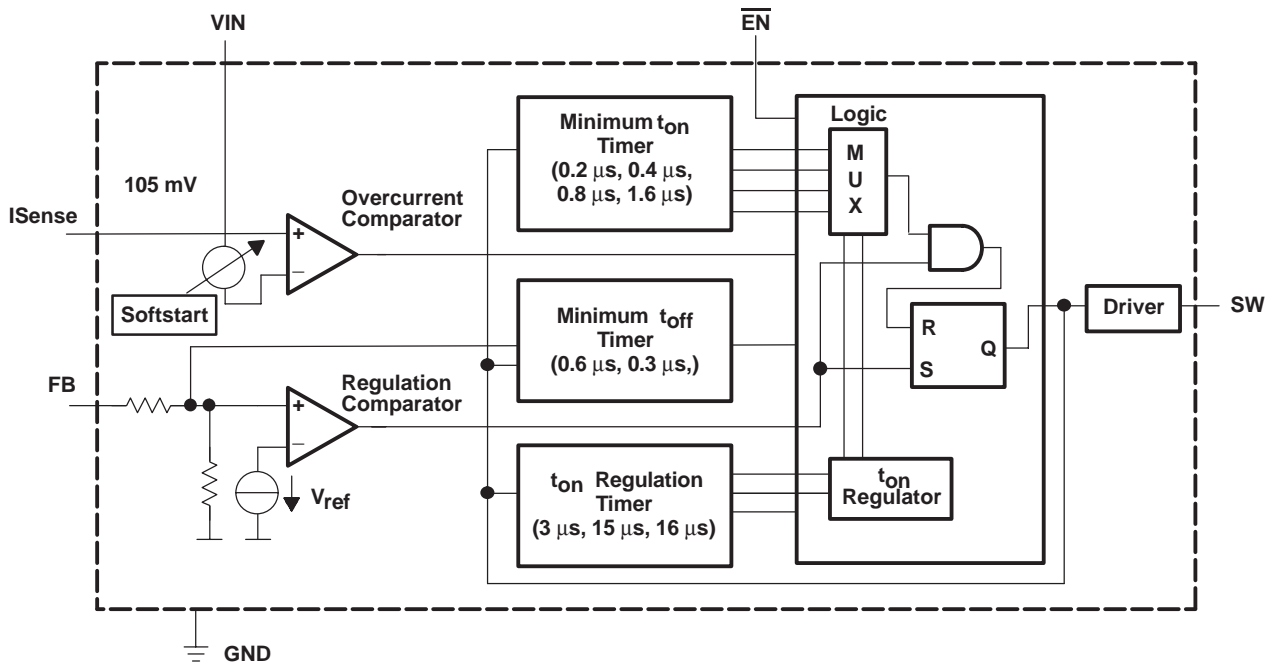 VIN
EN
105 mV
ISense
+
–
Softstart
Overcurrent
Comparator
Minimum ton
Timer
(0.2 μs, 0.4 μs,
0.8 μs, 1.6 μs)
Logic
M
U
X
Minimum toff
Timer
(0.6 μs, 0.3 μs,)
R
S
Q
Driver
SW
FB
+
–
Regulation
Comparator
Vref
ton Regulation
Timer
(3 μs, 15 μs, 16 μs)
ton
Regulator
GND